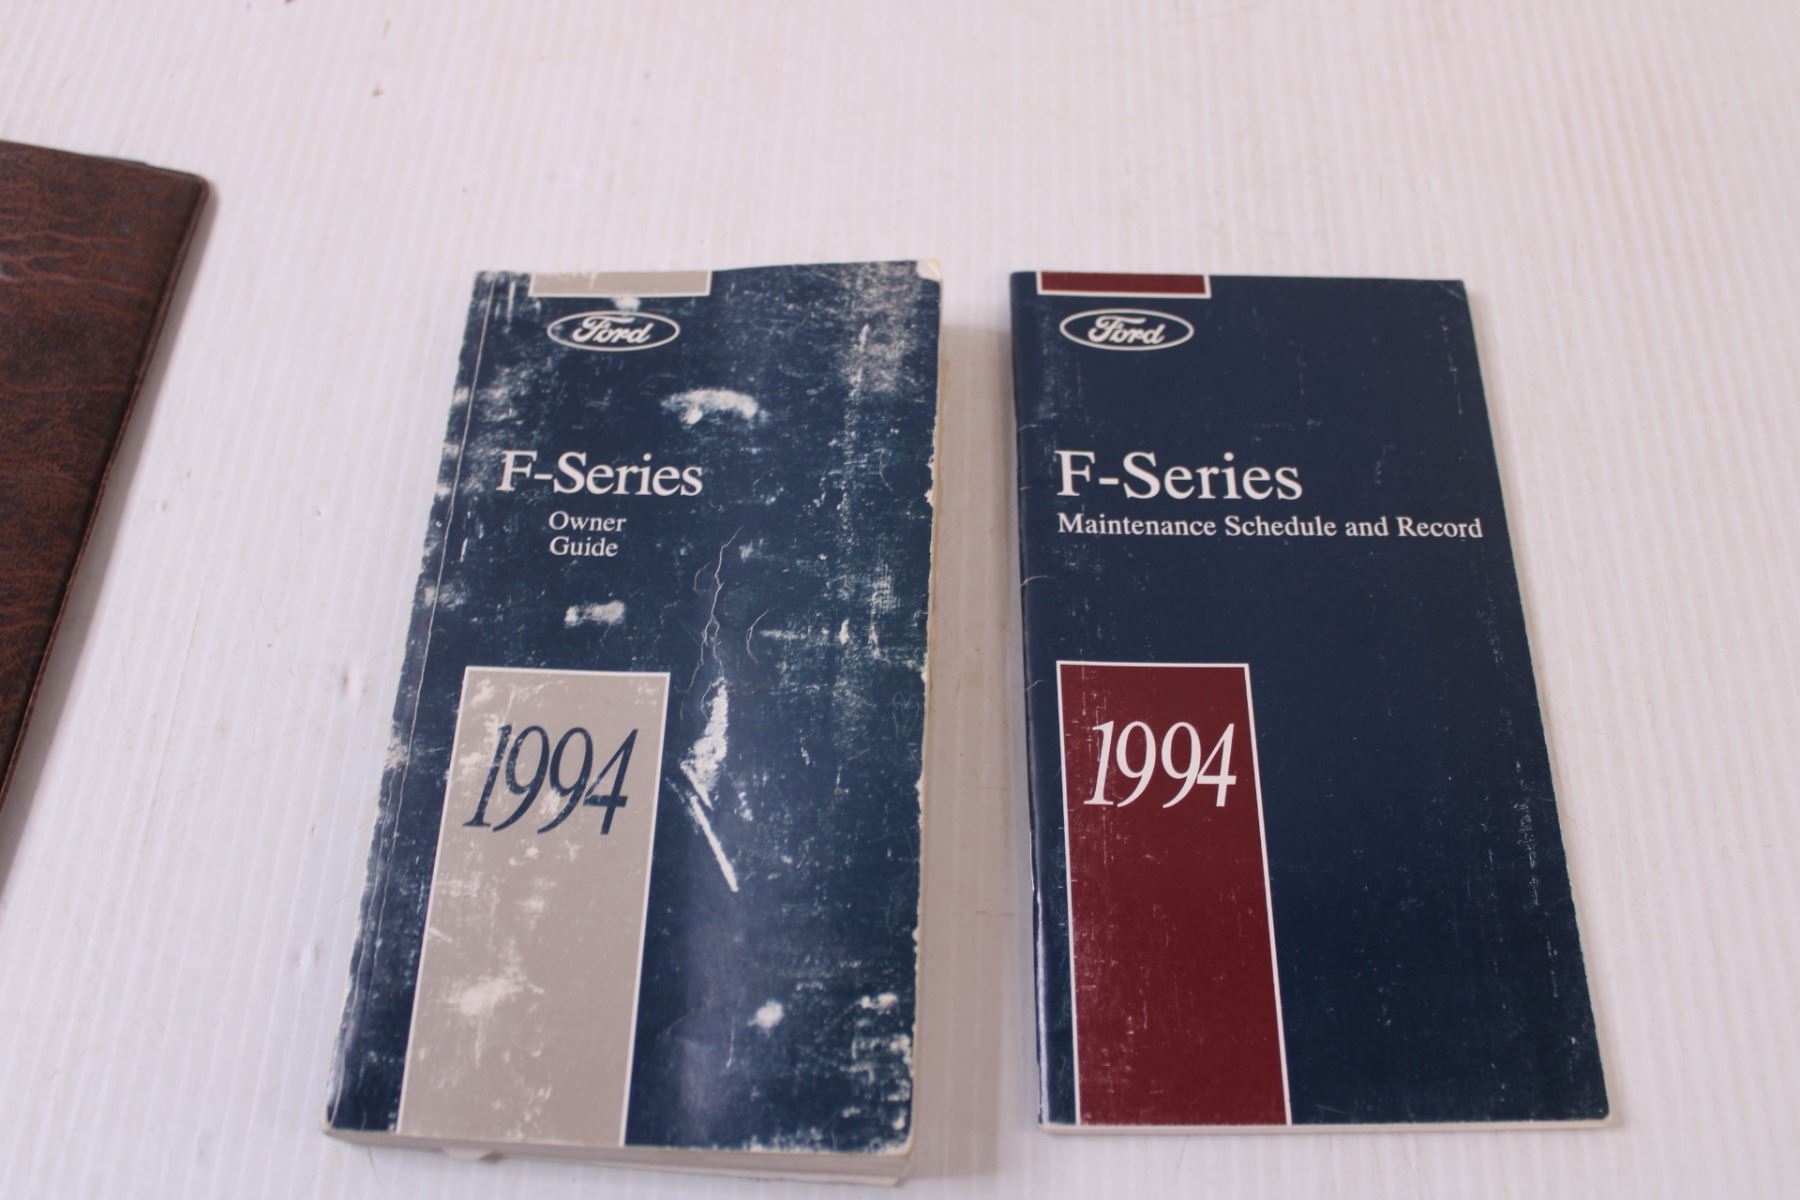 Ford
F-Series
Owner
Guide
1994
Ford
F-Series
Maintenance Schedule and Record
1994